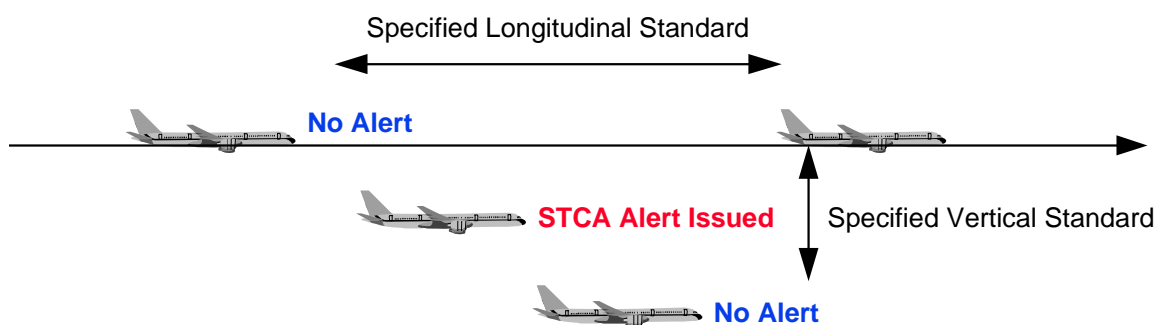 Specified Longitudinal Standard
No Alert
STCA Alert Issued
Specified Vertical Standard
No Alert